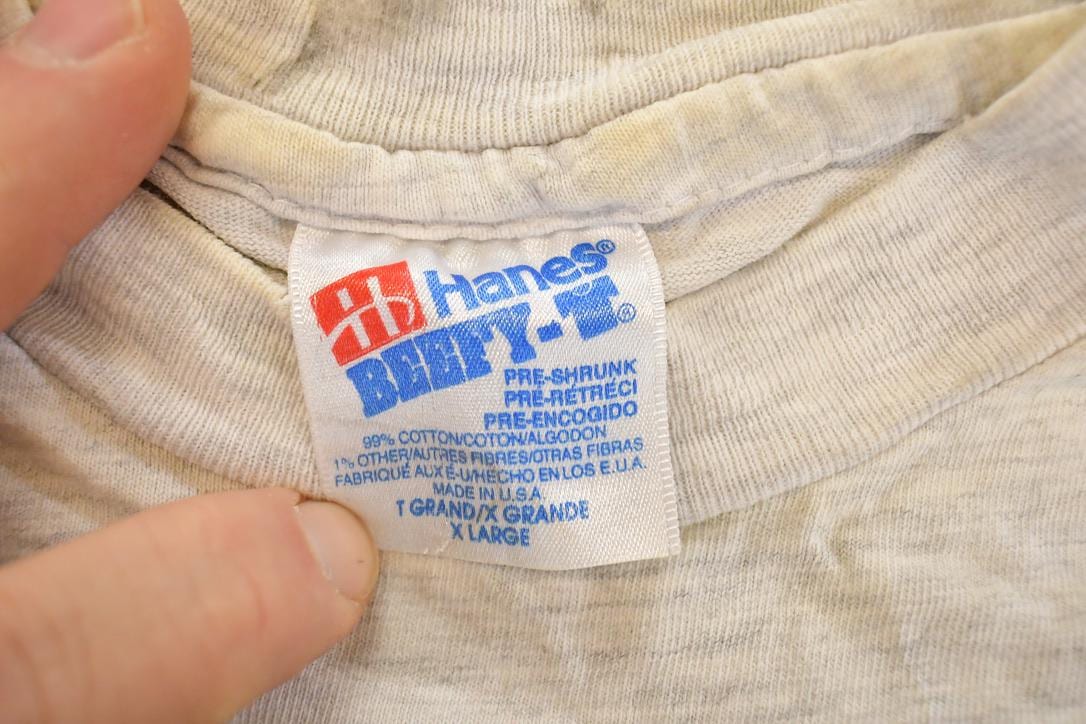 Hanes®
BEEFY-T®
PRE-SHRUNK
PRÉ-RÉTRÉCI
PRE-ENCOGIDO
99% COTTON/COTON/ALGODON
1% OTHER/AUTRES FIBRES/OTRAS FIBRAS
FABRIQUÉ AUX É-U/HECHO EN LOS E.U.A.
MADE IN U.S.A.
T GRAND/X GRANDE
X LARGE